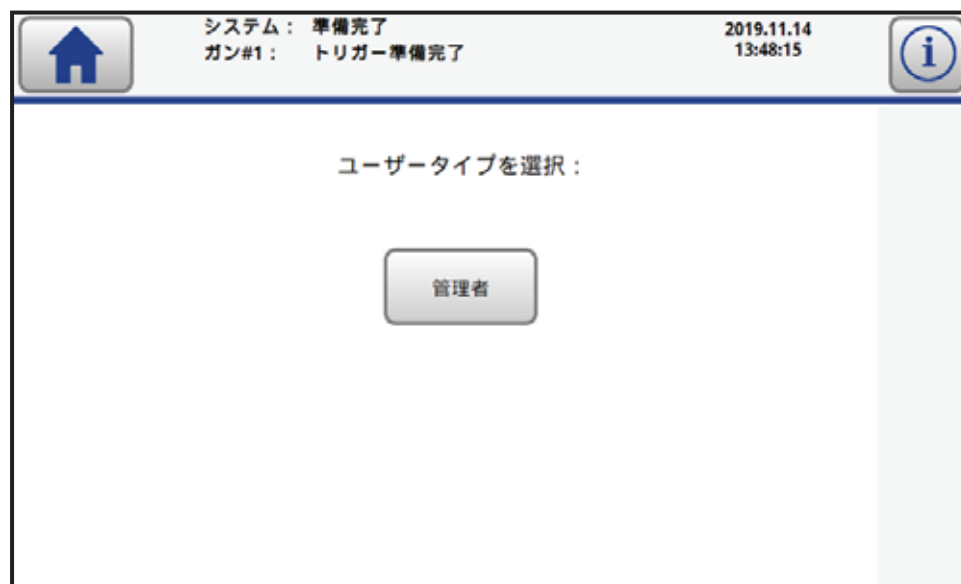 システム： 準備完了
ガン#1： トリガー準備完了
2019.11.14
13:48:15
i
ユーザータイプを選択：
管理者